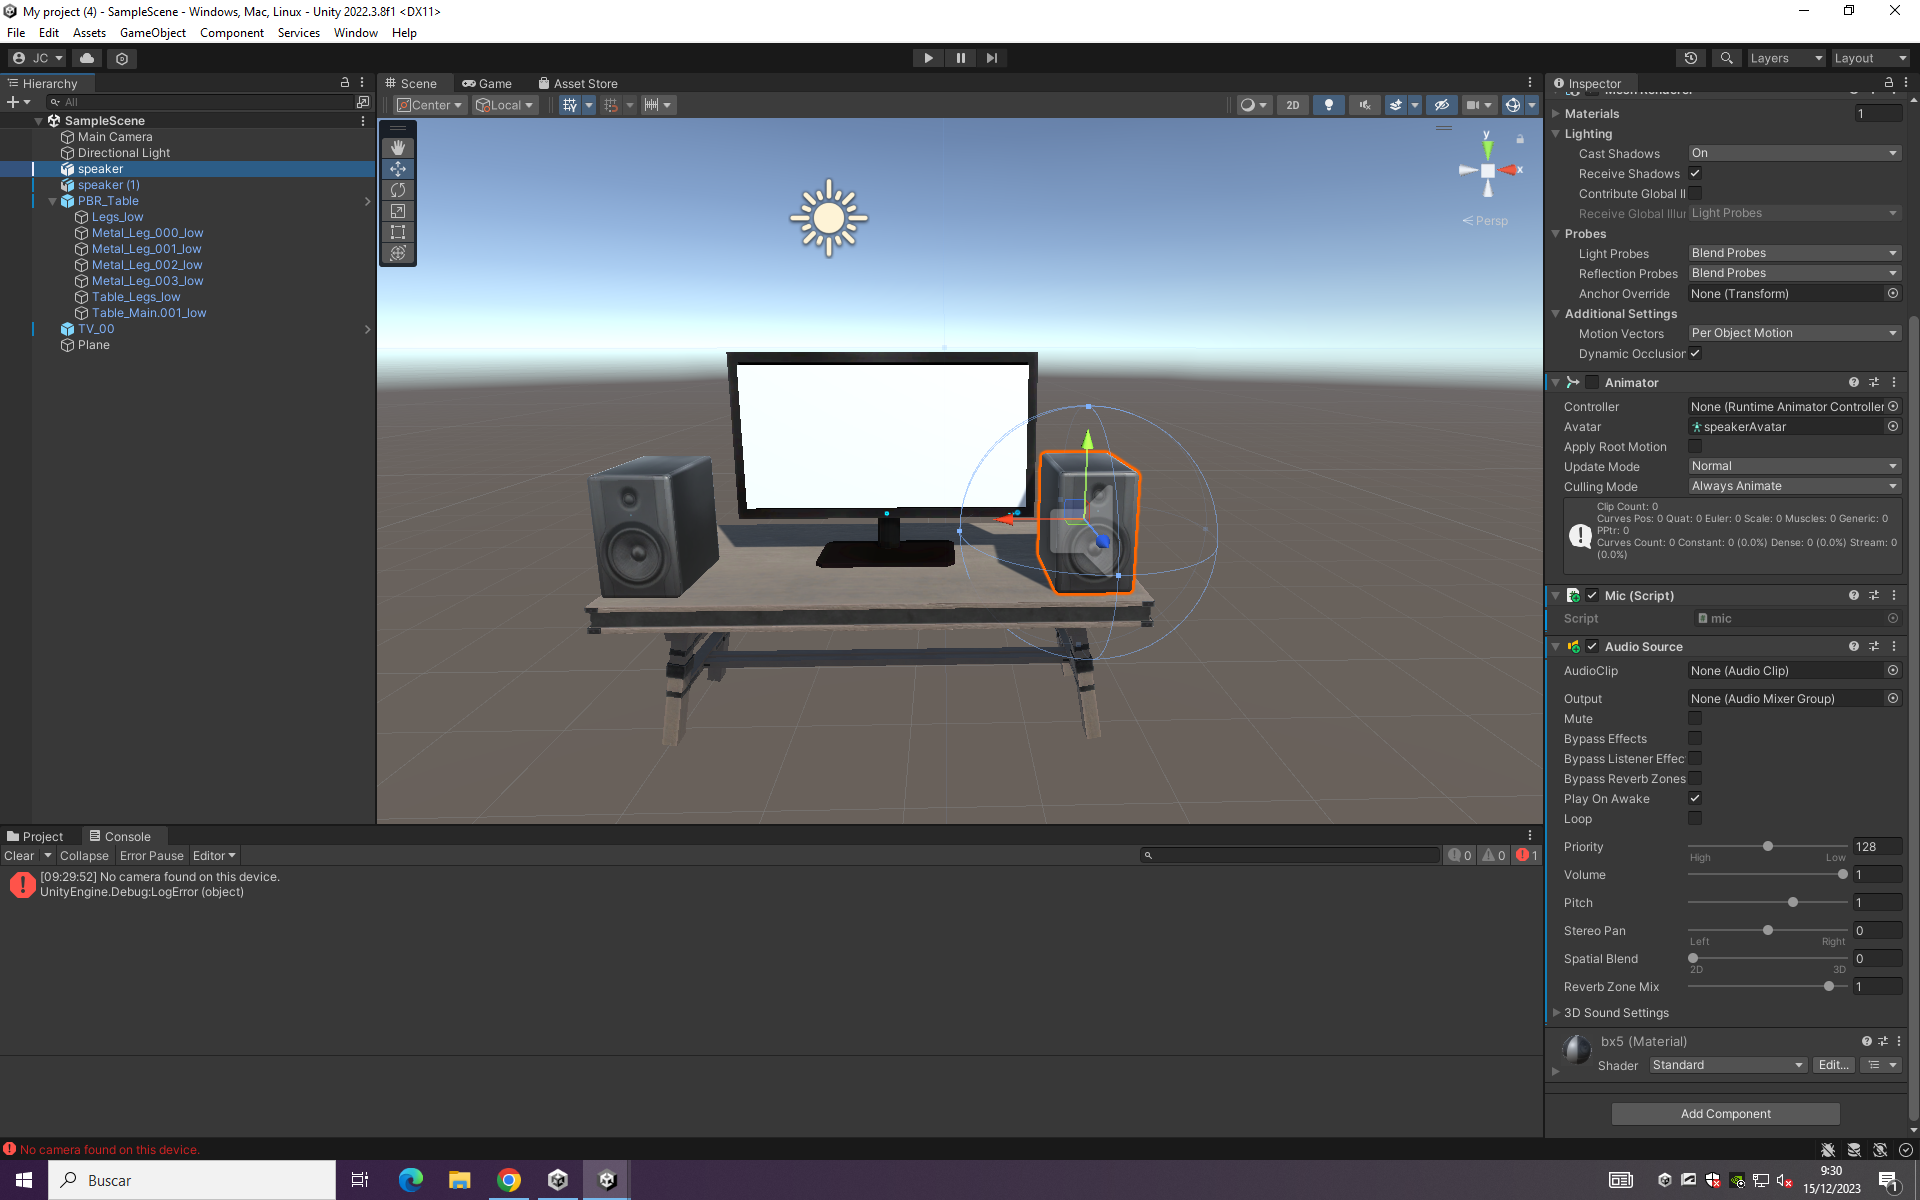 My project (4) - SampleScene - Windows, Mac, Linux - Unity 2022.3.8f1 <DX11>
File Edit Assets GameObject Component Services Window Help
JC
Layers Layout
Hierarchy
All
SampleScene
Main Camera
Directional Light
speaker
speaker (1)
PBR_Table
Legs_low
Metal_Leg_000_low
Metal_Leg_001_low
Metal_Leg_002_low
Metal_Leg_003_low
Table_Legs_low
Table_Main.001_low
TV_00
Plane
Scene Game Asset Store
Center Local
2D
y
x
Persp
Inspector
Materials 1
Lighting
Cast Shadows On
Receive Shadows
Contribute Global Il
Receive Global Illur Light Probes
Probes
Light Probes Blend Probes
Reflection Probes Blend Probes
Anchor Override None (Transform)
Additional Settings
Motion Vectors Per Object Motion
Dynamic Occlusion
Animator
Controller None (Runtime Animator Controller
Avatar speakerAvatar
Apply Root Motion
Update Mode Normal
Culling Mode Always Animate
Clip Count: 0
Curves Pos: 0 Quat: 0 Euler: 0 Scale: 0 Muscles: 0 Generic: 0
PPtr: 0
Curves Count: 0 Constant: 0 (0.0%) Dense: 0 (0.0%) Stream: 0
(0.0%)
Mic (Script)
Script mic
Audio Source
AudioClip None (Audio Clip)
Output None (Audio Mixer Group)
Mute
Bypass Effects
Bypass Listener Effec
Bypass Reverb Zones
Play On Awake
Loop
Priority 128
High Low
Volume 1
Pitch 1
Stereo Pan 0
Left Right
Spatial Blend 0
2D 3D
Reverb Zone Mix 1
3D Sound Settings
bx5 (Material)
Shader Standard Edit...
Add Component
Project Console
Clear Collapse Error Pause Editor
0 0 1
[09:29:52] No camera found on this device.
UnityEngine.Debug:LogError (object)
No camera found on this device.
Buscar
9:30
15/12/2023
1